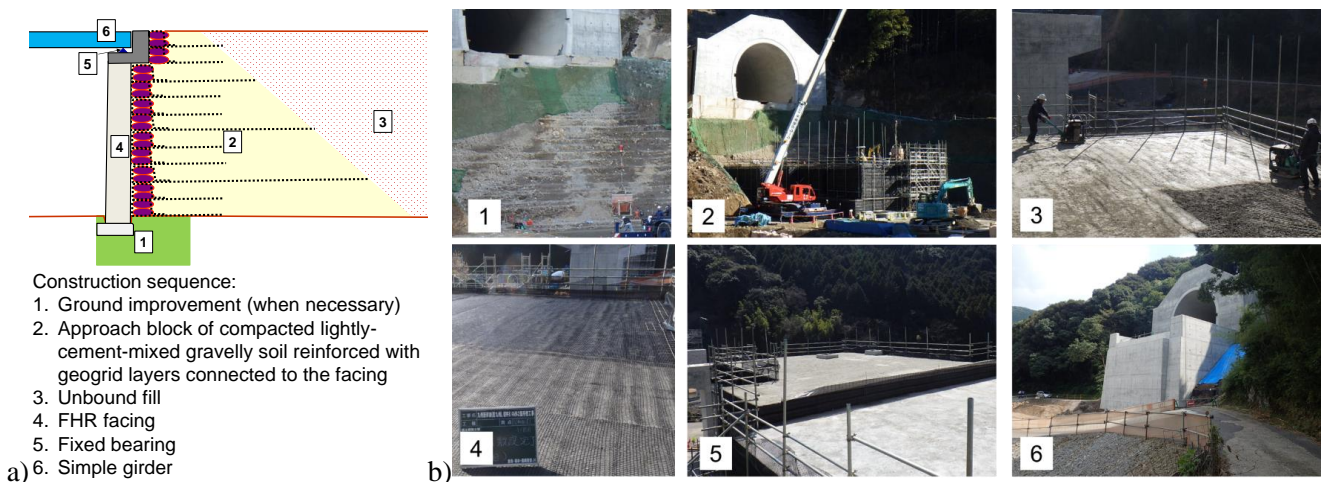 6
5
4
2
3
1
Construction sequence:
1. Ground improvement (when necessary)
2. Approach block of compacted lightly-
cement-mixed gravelly soil reinforced with
geogrid layers connected to the facing
3. Unbound fill
4. FHR facing
5. Fixed bearing
6. Simple girder
a)
b)
1
2
3
4
5
6